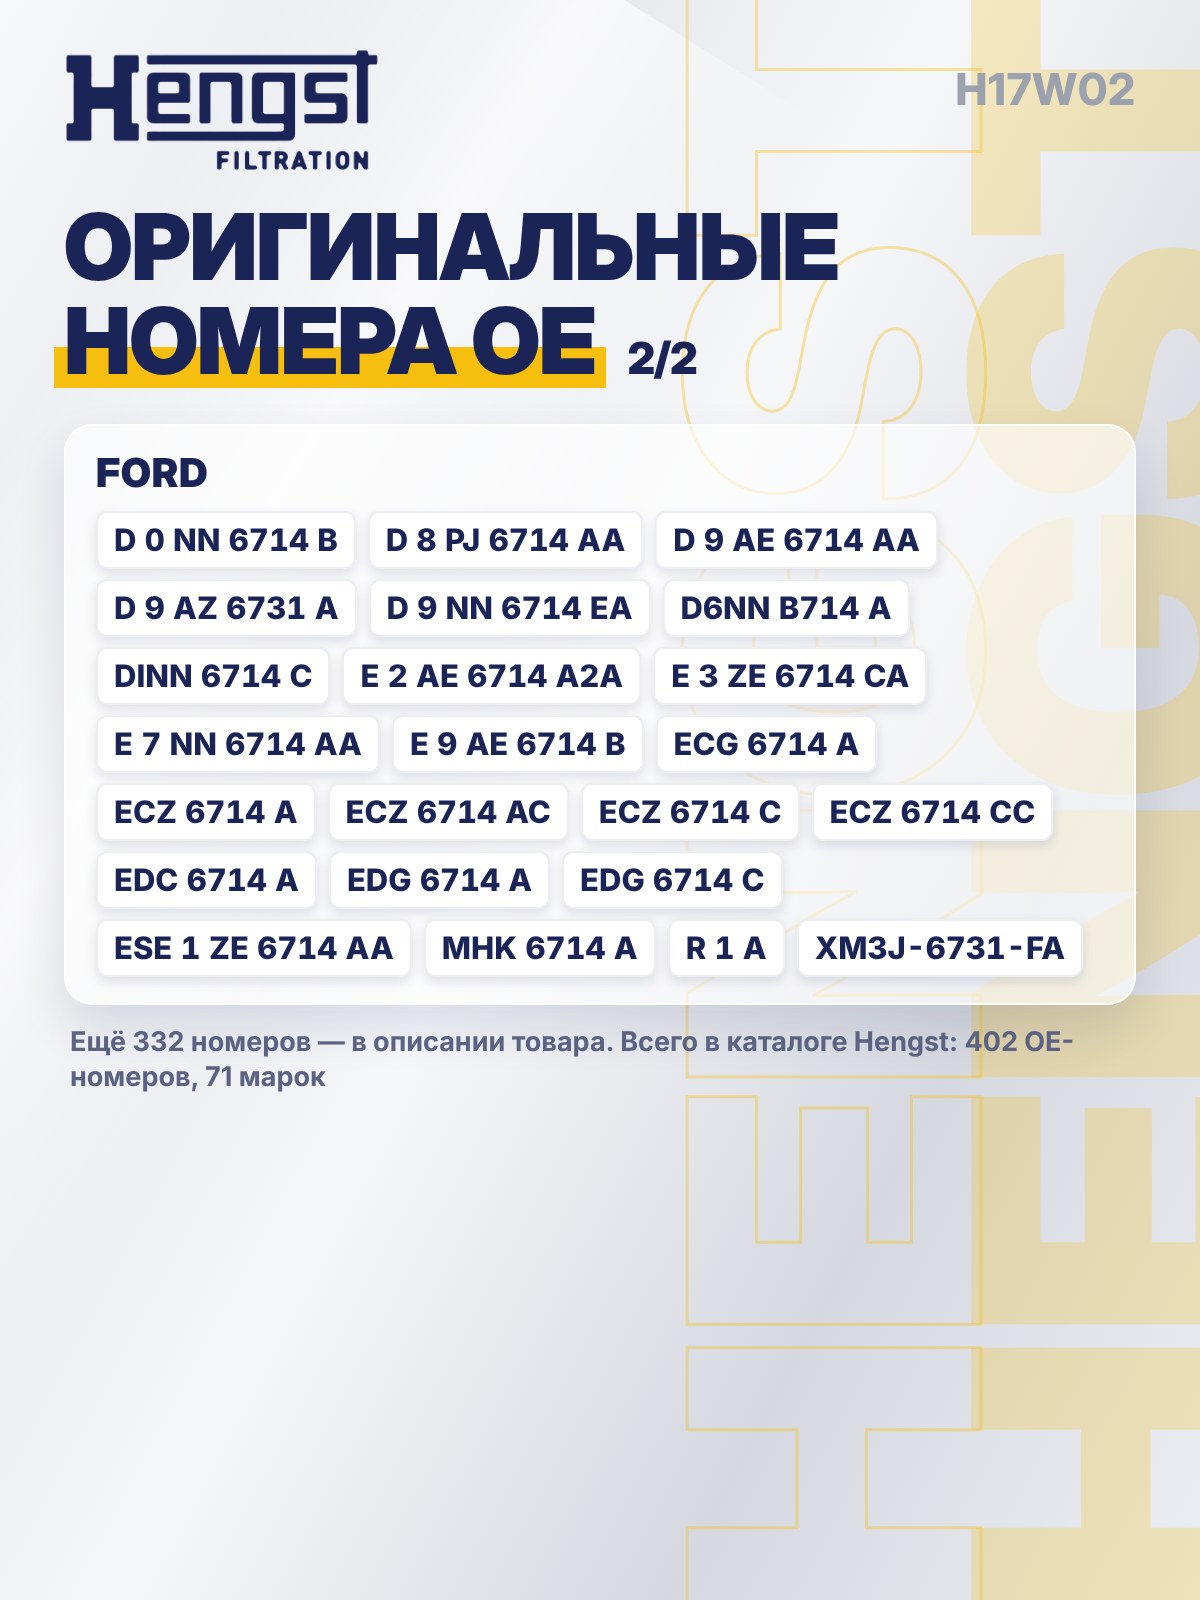 Hengst
FILTRATION
H17W02
ОРИГИНАЛЬНЫЕ
НОМЕРА OE 2/2
FORD
D 0 NN 6714 B D 8 PJ 6714 AA D 9 AE 6714 AA
D 9 AZ 6731 A D 9 NN 6714 EA D6NN B714 A
DINN 6714 C E 2 AE 6714 A2A E 3 ZE 6714 CA
E 7 NN 6714 AA E 9 AE 6714 B ECG 6714 A
ECZ 6714 A ECZ 6714 AC ECZ 6714 C ECZ 6714 CC
EDC 6714 A EDG 6714 A EDG 6714 C
ESE 1 ZE 6714 AA MHK 6714 A R 1 A XM3J-6731-FA
Ещё 332 номеров — в описании товара. Всего в каталоге Hengst: 402 OE-
номеров, 71 марок
HENGST
HENGST